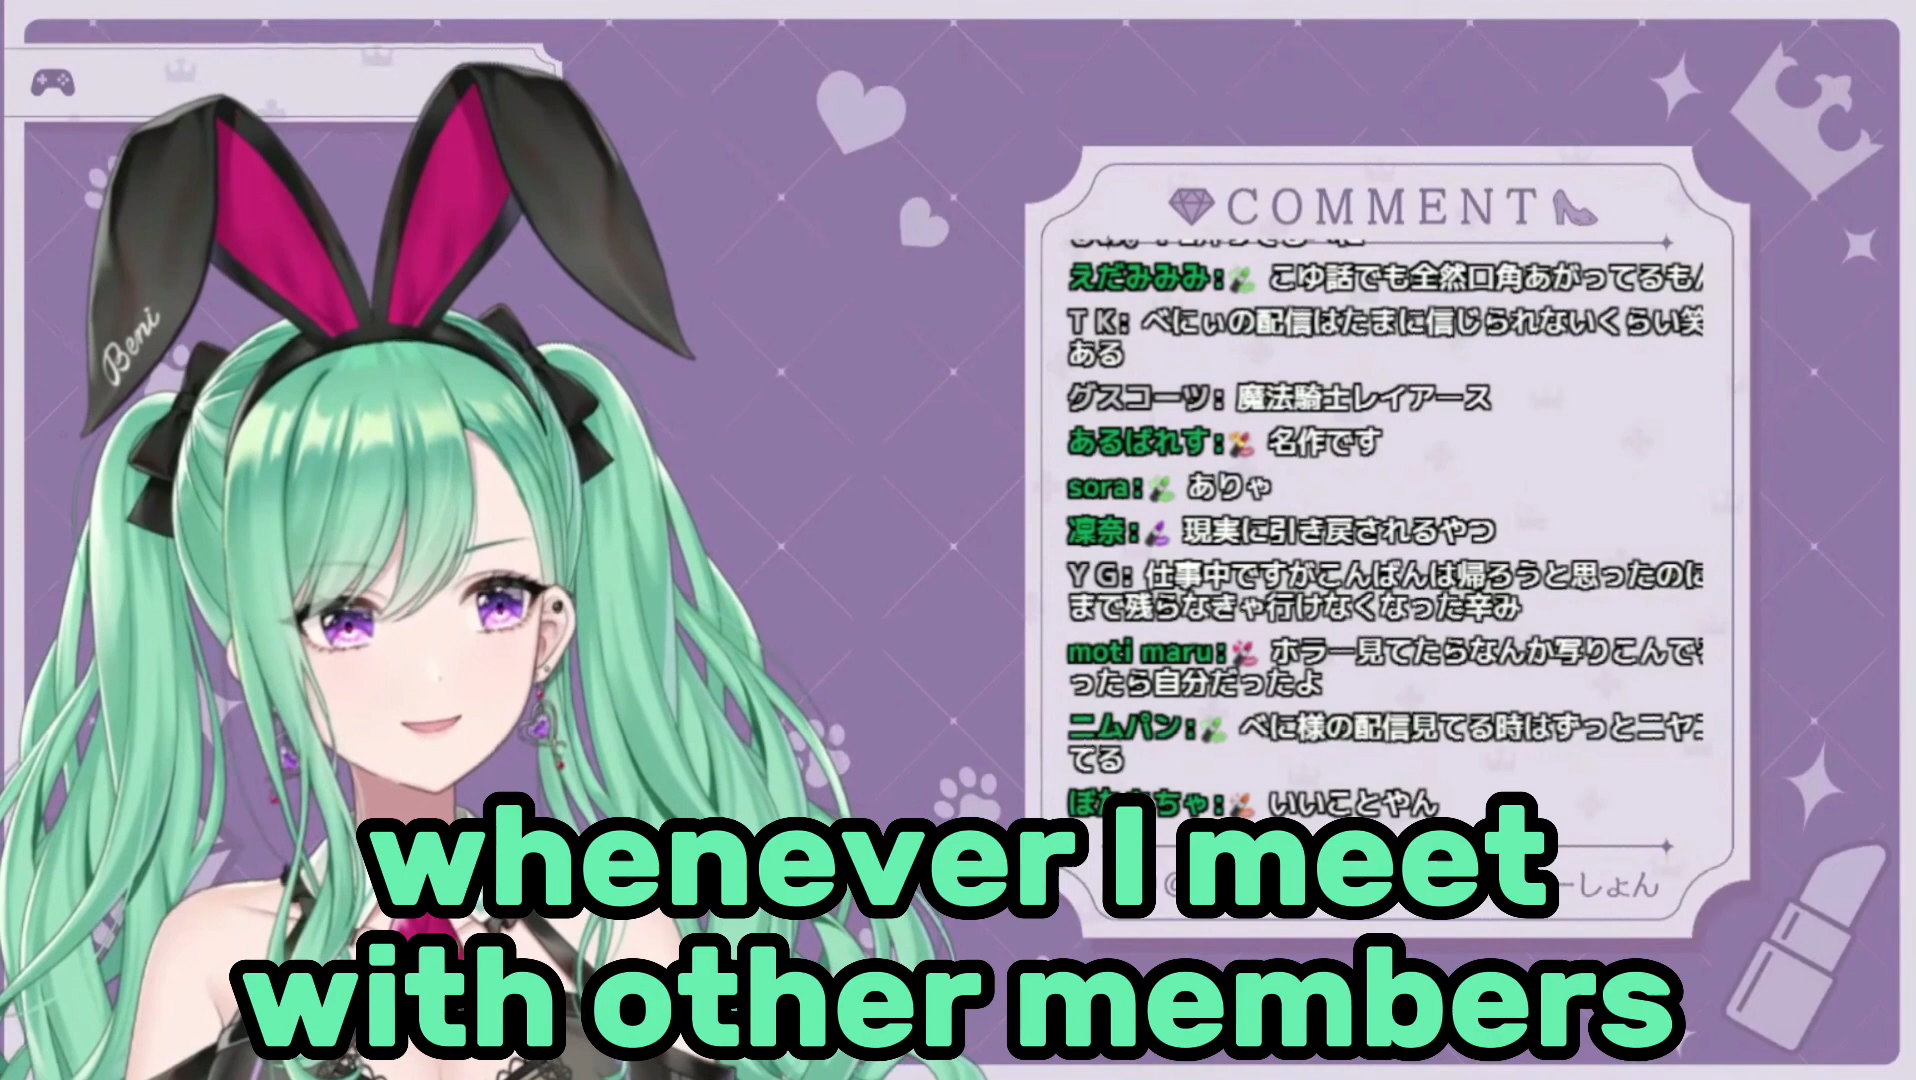 Beni
COMMENT
えだみみみ: こゆ話でも全然口角あがってるも
T K: べにぃの配信はたまに信じられないくらい笑
ある
グスコーツ: 魔法騎士レイアース
あるばれす: 名作です
sora: ありゃ
凜奈: 現実に引き戻されるやつ
Y G: 仕事中ですがこんばんは帰ろうと思ったのに
まで残らなきゃ行けなくなった辛み
moti maru: ホラー見てたらなんか写りこんで
ったら自分だったよ
ニムパン: べに様の配信見てる時はずっとニヤ
てる
いいことやん
ーしょん
whenever I meet
with other members